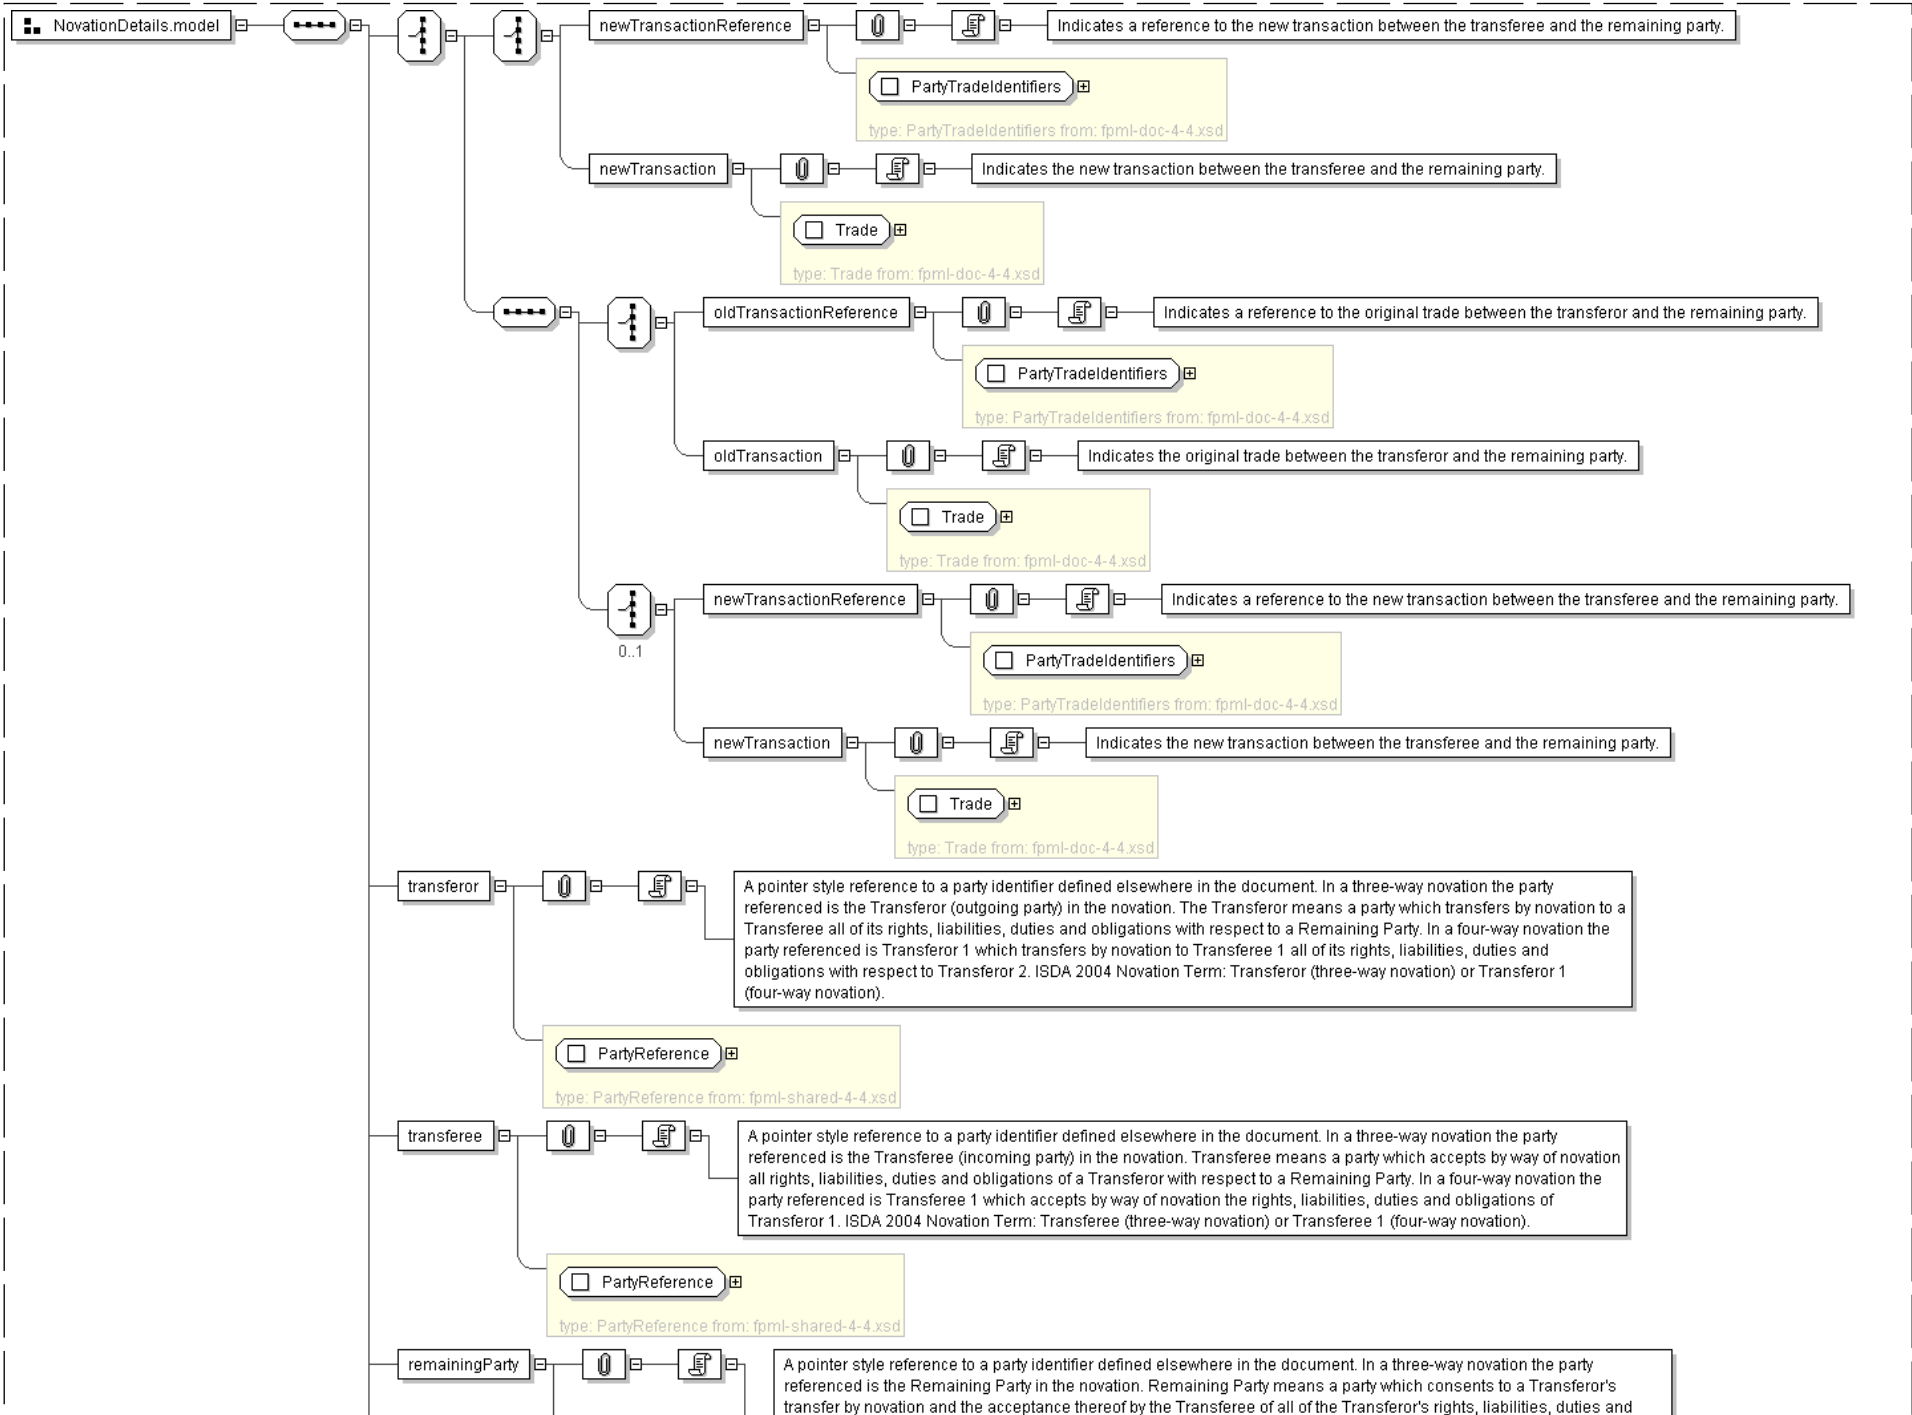 NovationDetails.model
newTransactionReference
Indicates a reference to the new transaction between the transferee and the remaining party.
PartyTradeIdentifiers
type: PartyTradeIdentifiers from: fpml-doc-4-4.xsd
newTransaction
Indicates the new transaction between the transferee and the remaining party.
Trade
type: Trade from: fpml-doc-4-4.xsd
oldTransactionReference
Indicates a reference to the original trade between the transferor and the remaining party.
PartyTradeIdentifiers
type: PartyTradeIdentifiers from: fpml-doc-4-4.xsd
oldTransaction
Indicates the original trade between the transferor and the remaining party.
Trade
type: Trade from: fpml-doc-4-4.xsd
newTransactionReference
Indicates a reference to the new transaction between the transferee and the remaining party.
0..1
PartyTradeIdentifiers
type: PartyTradeIdentifiers from: fpml-doc-4-4.xsd
newTransaction
Indicates the new transaction between the transferee and the remaining party.
Trade
type: Trade from: fpml-doc-4-4.xsd
transferor
A pointer style reference to a party identifier defined elsewhere in the document. In a three-way novation the party
referenced is the Transferor (outgoing party) in the novation. The Transferor means a party which transfers by novation to a
Transferee all of its rights, liabilities, duties and obligations with respect to a Remaining Party. In a four-way novation the
party referenced is Transferor 1 which transfers by novation to Transferee 1 all of its rights, liabilities, duties and
obligations with respect to Transferor 2. ISDA 2004 Novation Term: Transferor (three-way novation) or Transferor 1
(four-way novation).
PartyReference
type: PartyReference from: fpml-shared-4-4.xsd
transferee
A pointer style reference to a party identifier defined elsewhere in the document. In a three-way novation the party
referenced is the Transferee (incoming party) in the novation. Transferee means a party which accepts by way of novation
all rights, liabilities, duties and obligations of a Transferor with respect to a Remaining Party. In a four-way novation the
party referenced is Transferee 1 which accepts by way of novation the rights, liabilities, duties and obligations of
Transferor 1. ISDA 2004 Novation Term: Transferee (three-way novation) or Transferee 1 (four-way novation).
PartyReference
type: PartyReference from: fpml-shared-4-4.xsd
remainingParty
A pointer style reference to a party identifier defined elsewhere in the document. In a three-way novation the party
referenced is the Remaining Party in the novation. Remaining Party means a party which consents to a Transferor's
transfer by novation and the acceptance thereof by the Transferee of all of the Transferor's rights, liabilities, duties and